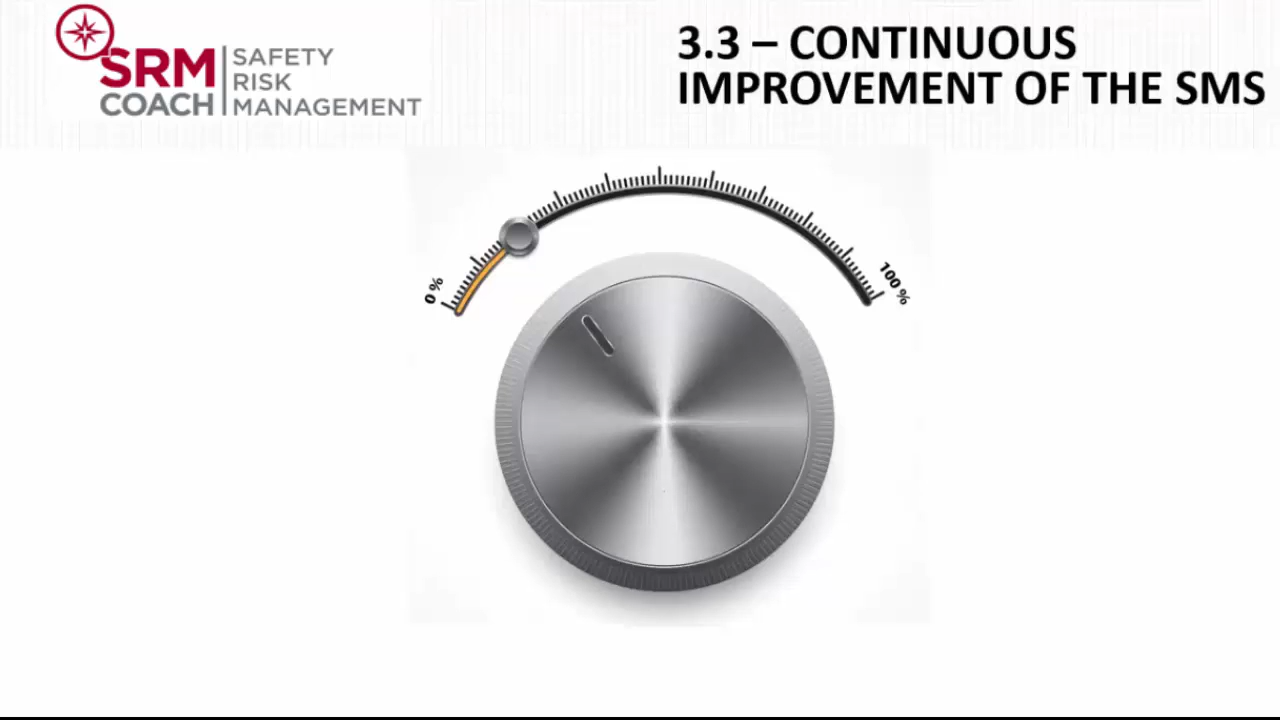 SRM
COACH
SAFETY
RISK
MANAGEMENT
3.3 – CONTINUOUS
IMPROVEMENT OF THE SMS
0 %
100 %